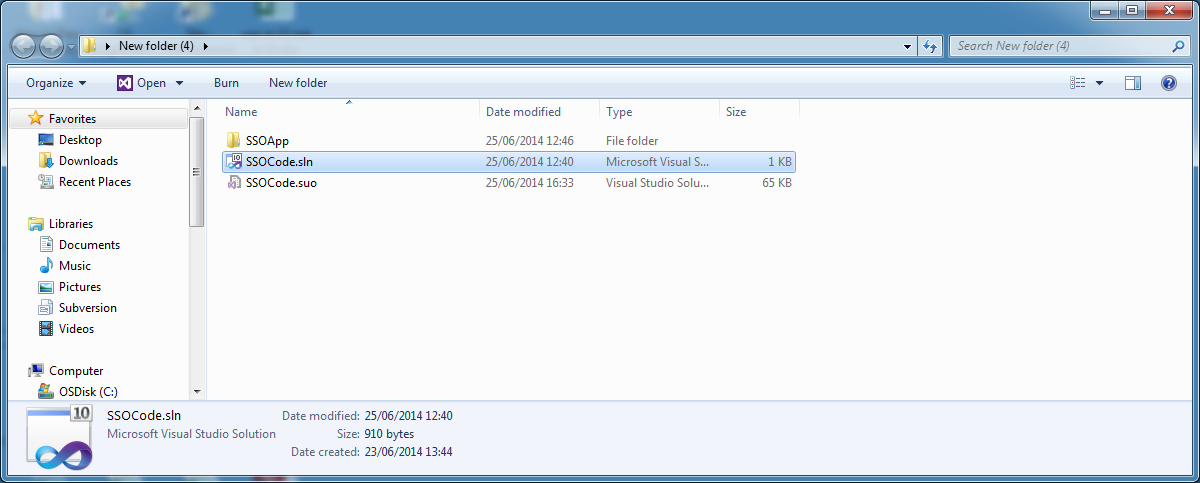 New folder (4)
Search New folder (4)
Organize Open Burn New folder
Name Date modified Type Size
SSOApp 25/06/2014 12:46 File folder
SSOCode.sln 25/06/2014 12:40 Microsoft Visual S... 1 KB
SSOCode.suo 25/06/2014 16:33 Visual Studio Solu... 65 KB
Favorites
Desktop
Downloads
Recent Places
Libraries
Documents
Music
Pictures
Subversion
Videos
Computer
OSDisk (C:)
10
SSOCode.sln Date modified: 25/06/2014 12:40
Microsoft Visual Studio Solution Size: 910 bytes
Date created: 23/06/2014 13:44